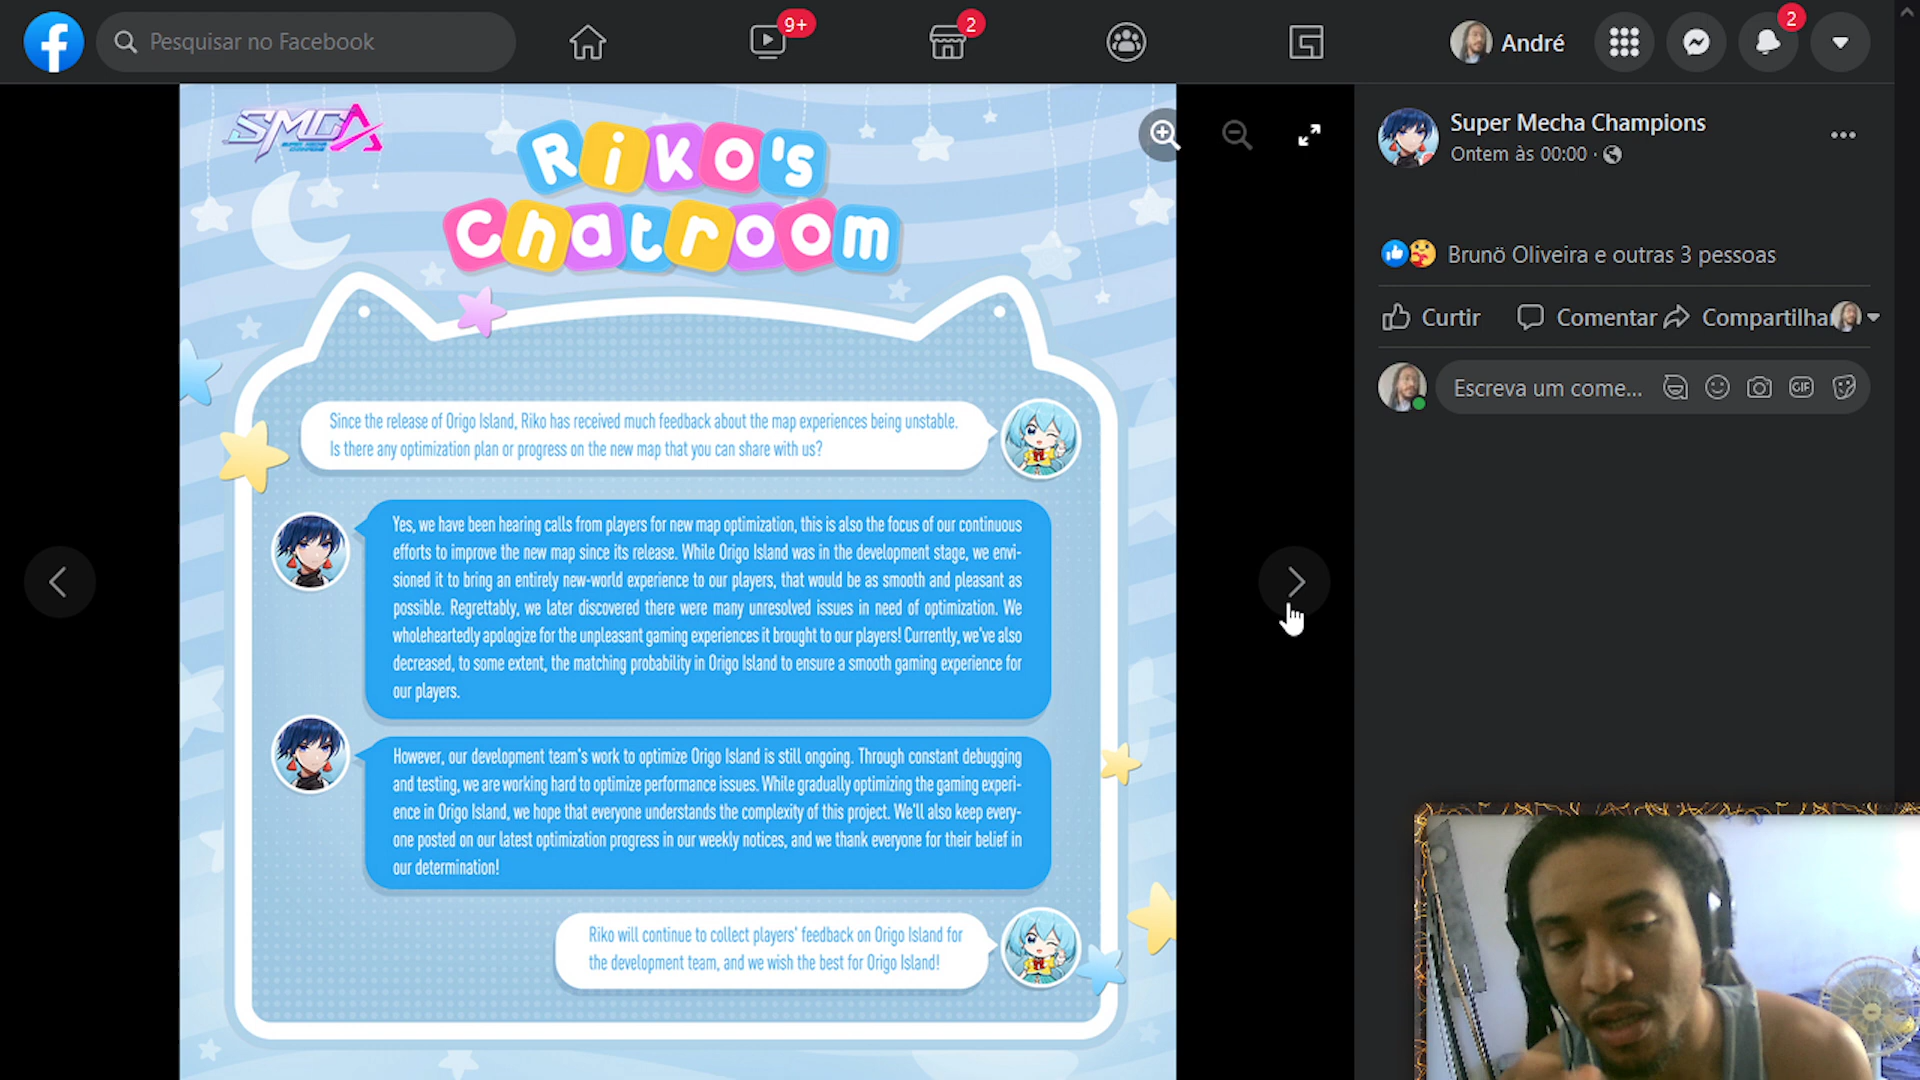 Pesquisar no Facebook
9+
2
André
2
SMCA
SUPER MECHA CHAMPIONS
Riko's
Chatroom
Since the release of Origo Island, Riko has received much feedback about the map experiences being unstable.
Is there any optimization plan or progress on the new map that you can share with us?
Yes, we have been hearing calls from players for new map optimization, this is also the focus of our continuous
efforts to improve the new map since its release. While Origo Island was in the development stage, we envi-
sioned it to bring an entirely new-world experience to our players, that would be as smooth and pleasant as
possible. Regrettably, we later discovered there were many unresolved issues in need of optimization. We
wholeheartedly apologize for the unpleasant gaming experiences it brought to our players! Currently, we've also
decreased, to some extent, the matching probability in Origo Island to ensure a smooth gaming experience for
our players.
However, our development team's work to optimize Origo Island is still ongoing. Through constant debugging
and testing, we are working hard to optimize performance issues. While gradually optimizing the gaming experi-
ence in Origo Island, we hope that everyone understands the complexity of this project. We'll also keep every-
one posted on our latest optimization progress in our weekly notices, and we thank everyone for their belief in
our determination!
Riko will continue to collect players' feedback on Origo Island for
the development team, and we wish the best for Origo Island!
Super Mecha Champions
Ontem às 00:00 ·
Brunö Oliveira e outras 3 pessoas
Curtir Comentar Compartilhar
Escreva um come...
GIF